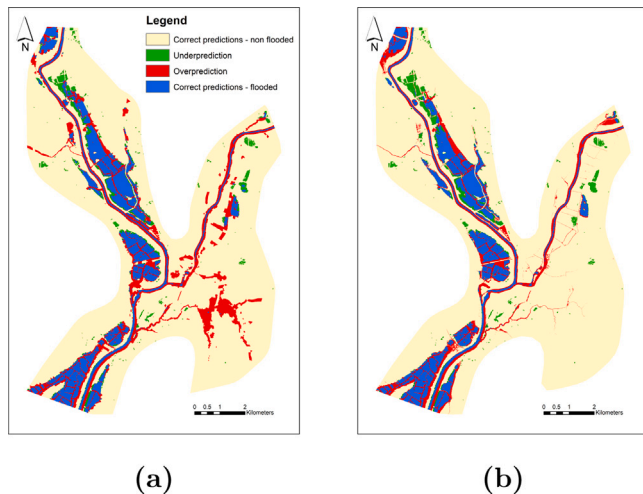 N
Legend
Correct predictions - non flooded
Underprediction
Overprediction
Correct predictions - flooded
0 0.5 1 2
Kilometers
N
0 0.5 1 2
Kilometers
(a)
(b)